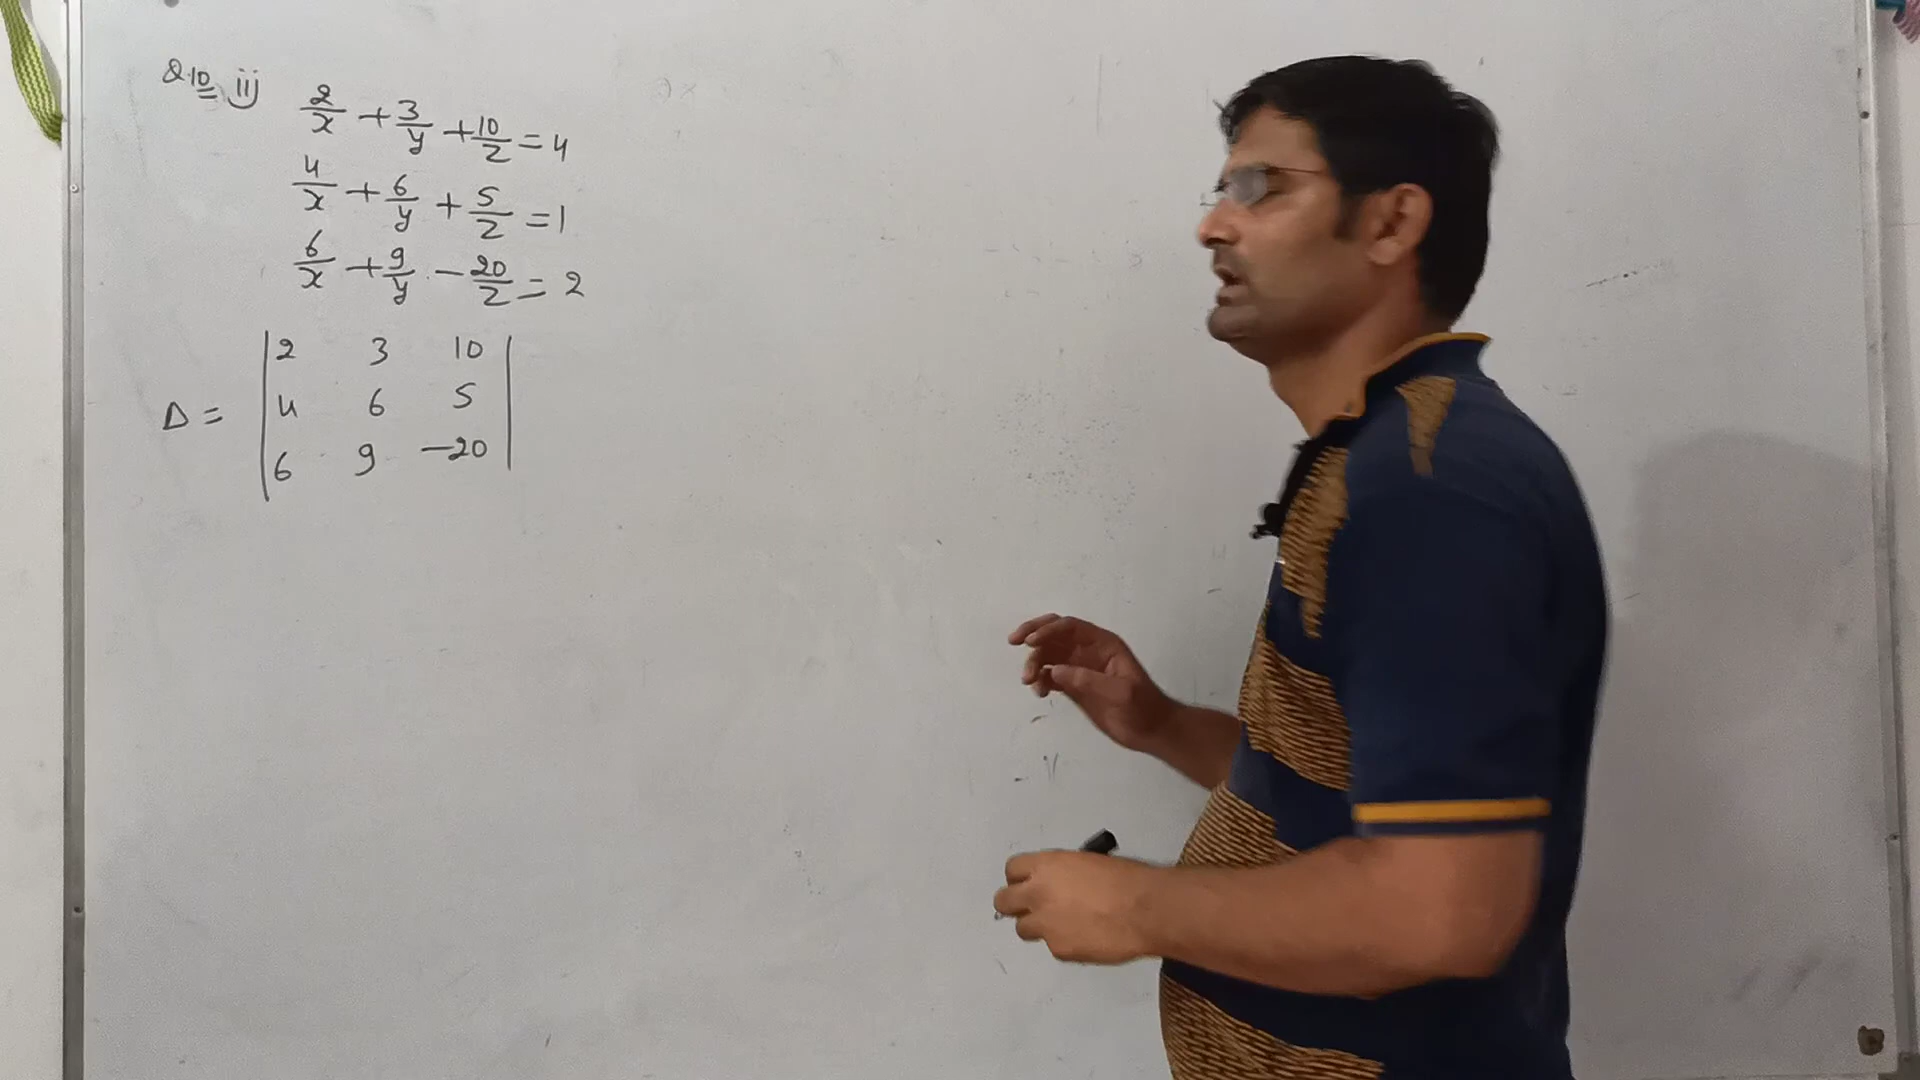 Q.10 ii)
2/x + 3/y + 10/z = 4
4/x + 6/y + 5/z = 1
6/x + 9/y - 20/z = 2
Δ = | 2 3 10 |
| 4 6 5 |
| 6 9 -20 |